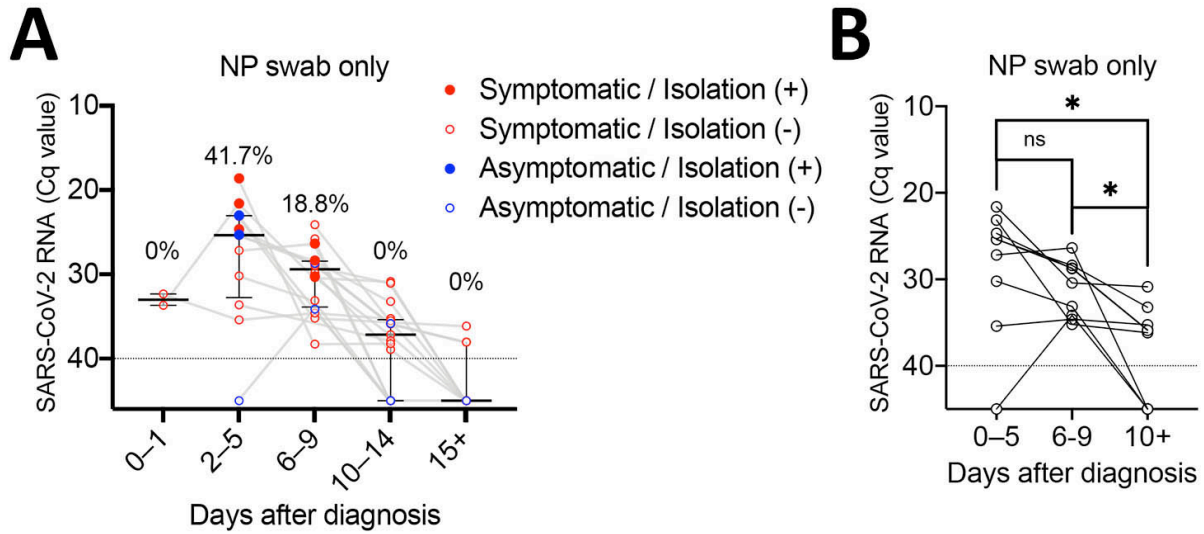 A
NP swab only
SARS-CoV-2 RNA (Cq value)
10
20
30
40
0%
41.7%
18.8%
0%
0%
0–1
2–5
6–9
10–14
15+
Days after diagnosis
Symptomatic / Isolation (+)
Symptomatic / Isolation (-)
Asymptomatic / Isolation (+)
Asymptomatic / Isolation (-)
B
NP swab only
SARS-CoV-2 RNA (Cq value)
10
20
30
40
*
ns
*
0–5
6-9
10+
Days after diagnosis